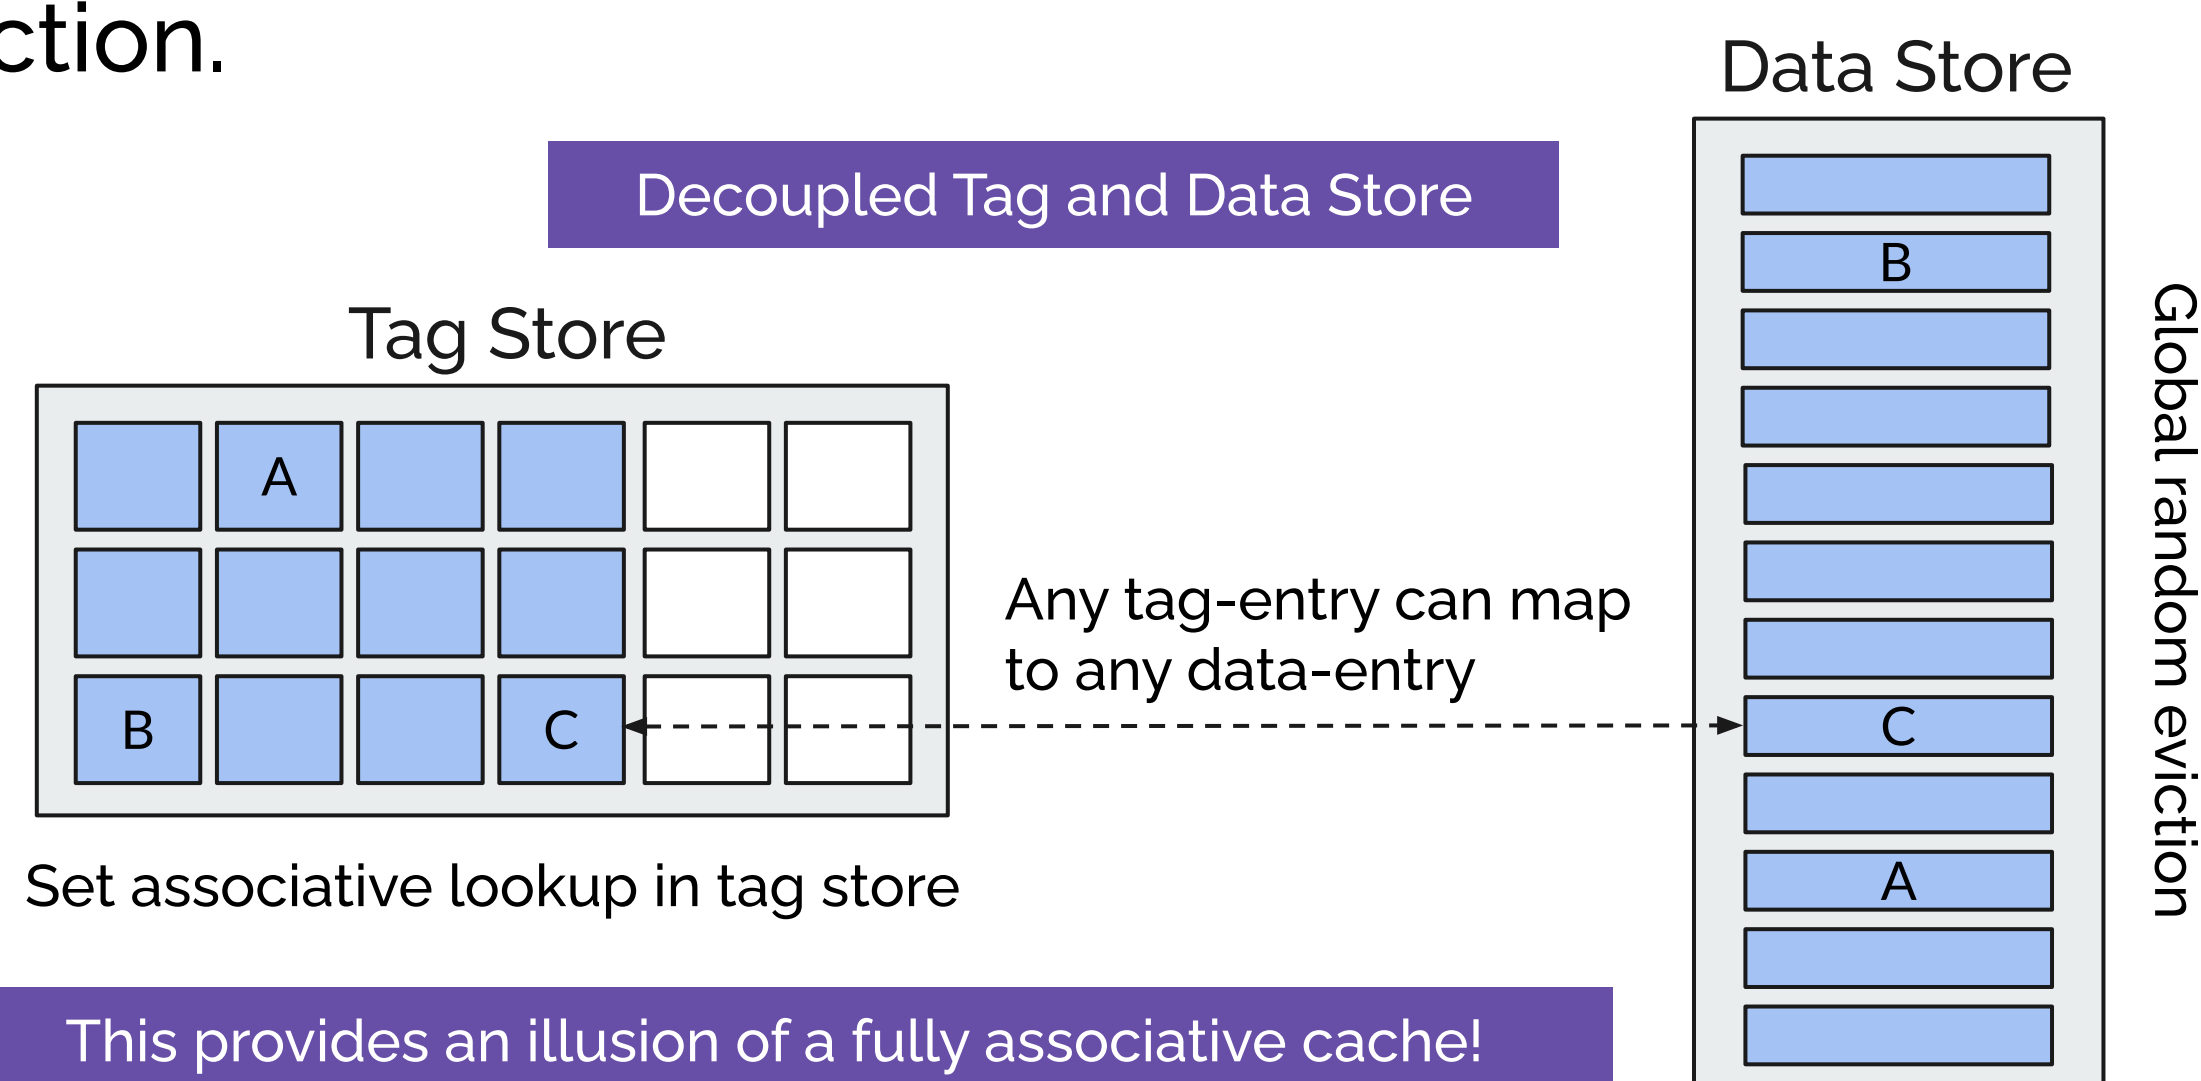 ction.
Data Store
Decoupled Tag and Data Store
B
Tag Store
A
Any tag-entry can map
to any data-entry
B
C
C
Global random eviction
A
Set associative lookup in tag store
This provides an illusion of a fully associative cache!